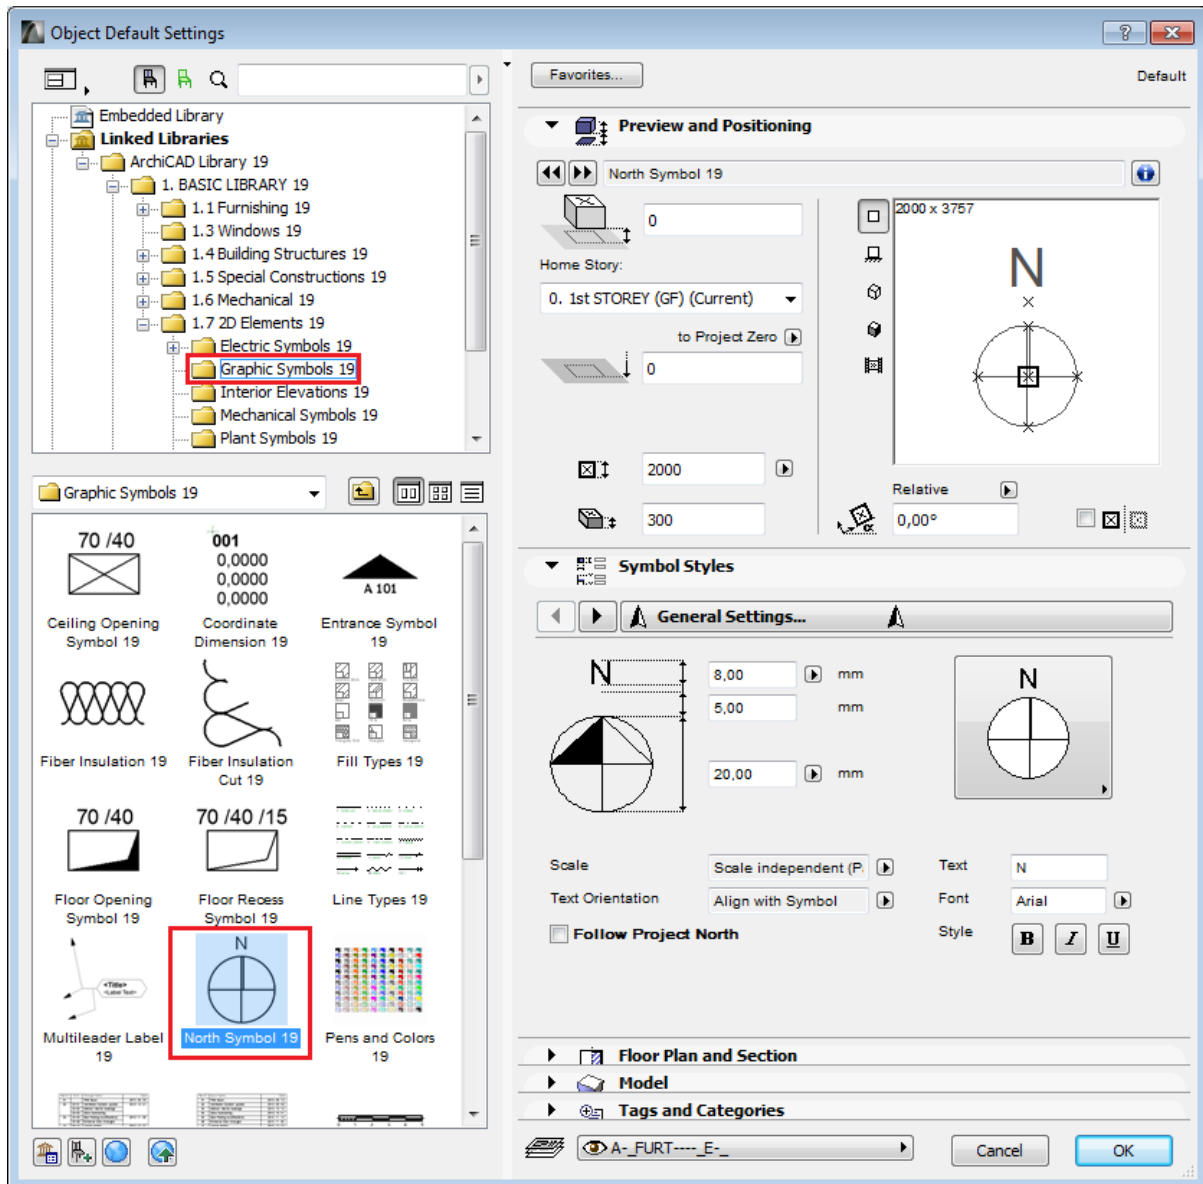 Object Default Settings
Embedded Library
Linked Libraries
ArchiCAD Library 19
1. BASIC LIBRARY 19
1.1 Furnishing 19
1.3 Windows 19
1.4 Building Structures 19
1.5 Special Constructions 19
1.6 Mechanical 19
1.7 2D Elements 19
Electric Symbols 19
Graphic Symbols 19
Interior Elevations 19
Mechanical Symbols 19
Plant Symbols 19
Graphic Symbols 19
70 /40
Ceiling Opening
Symbol 19
001
0,0000
0,0000
0,0000
Coordinate
Dimension 19
A 101
Entrance Symbol
19
Fiber Insulation 19
Fiber Insulation
Cut 19
Fill Types 19
70 /40
Floor Opening
Symbol 19
70 /40 /15
Floor Recess
Symbol 19
Line Types 19
<Title>
<Label Text>
Multileader Label
19
N
North Symbol 19
Pens and Colors
19
Favorites...
Default
Preview and Positioning
North Symbol 19
0
Home Story:
0. 1st STOREY (GF) (Current)
to Project Zero
0
2000
300
2000 x 3757
N
Relative
α
0,00°
Symbol Styles
General Settings...
N
8,00 mm
5,00 mm
20,00 mm
N
Scale
Scale independent (P
Text
N
Text Orientation
Align with Symbol
Font
Arial
Follow Project North
Style
B I U
Floor Plan and Section
Model
Tags and Categories
A-_FURT----_E-_
Cancel
OK